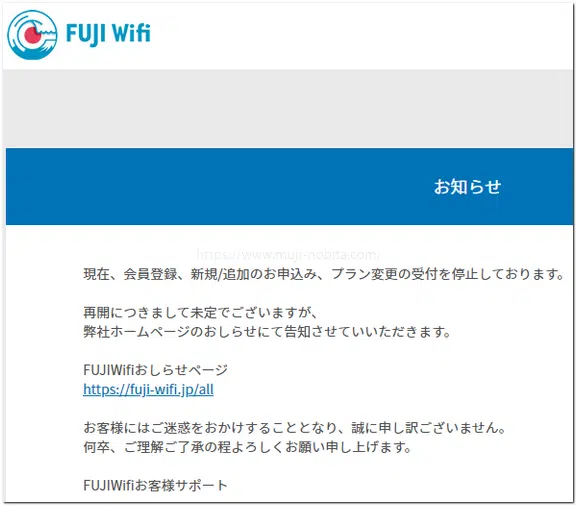 FUJI Wifi
お知らせ
https://www.muji-nobita.com/
現在、会員登録、新規/追加のお申込み、プラン変更の受付を停止しております。
再開につきまして未定でございますが、
弊社ホームページのおしらせにて告知させていいただきます。
FUJIWifiおしらせページ
https://fuji-wifi.jp/all
お客様にはご迷惑をおかけすることとなり、誠に申し訳ございません。
何卒、ご理解ご了承の程よろしくお願い申し上げます。
FUJIWifiお客様サポート